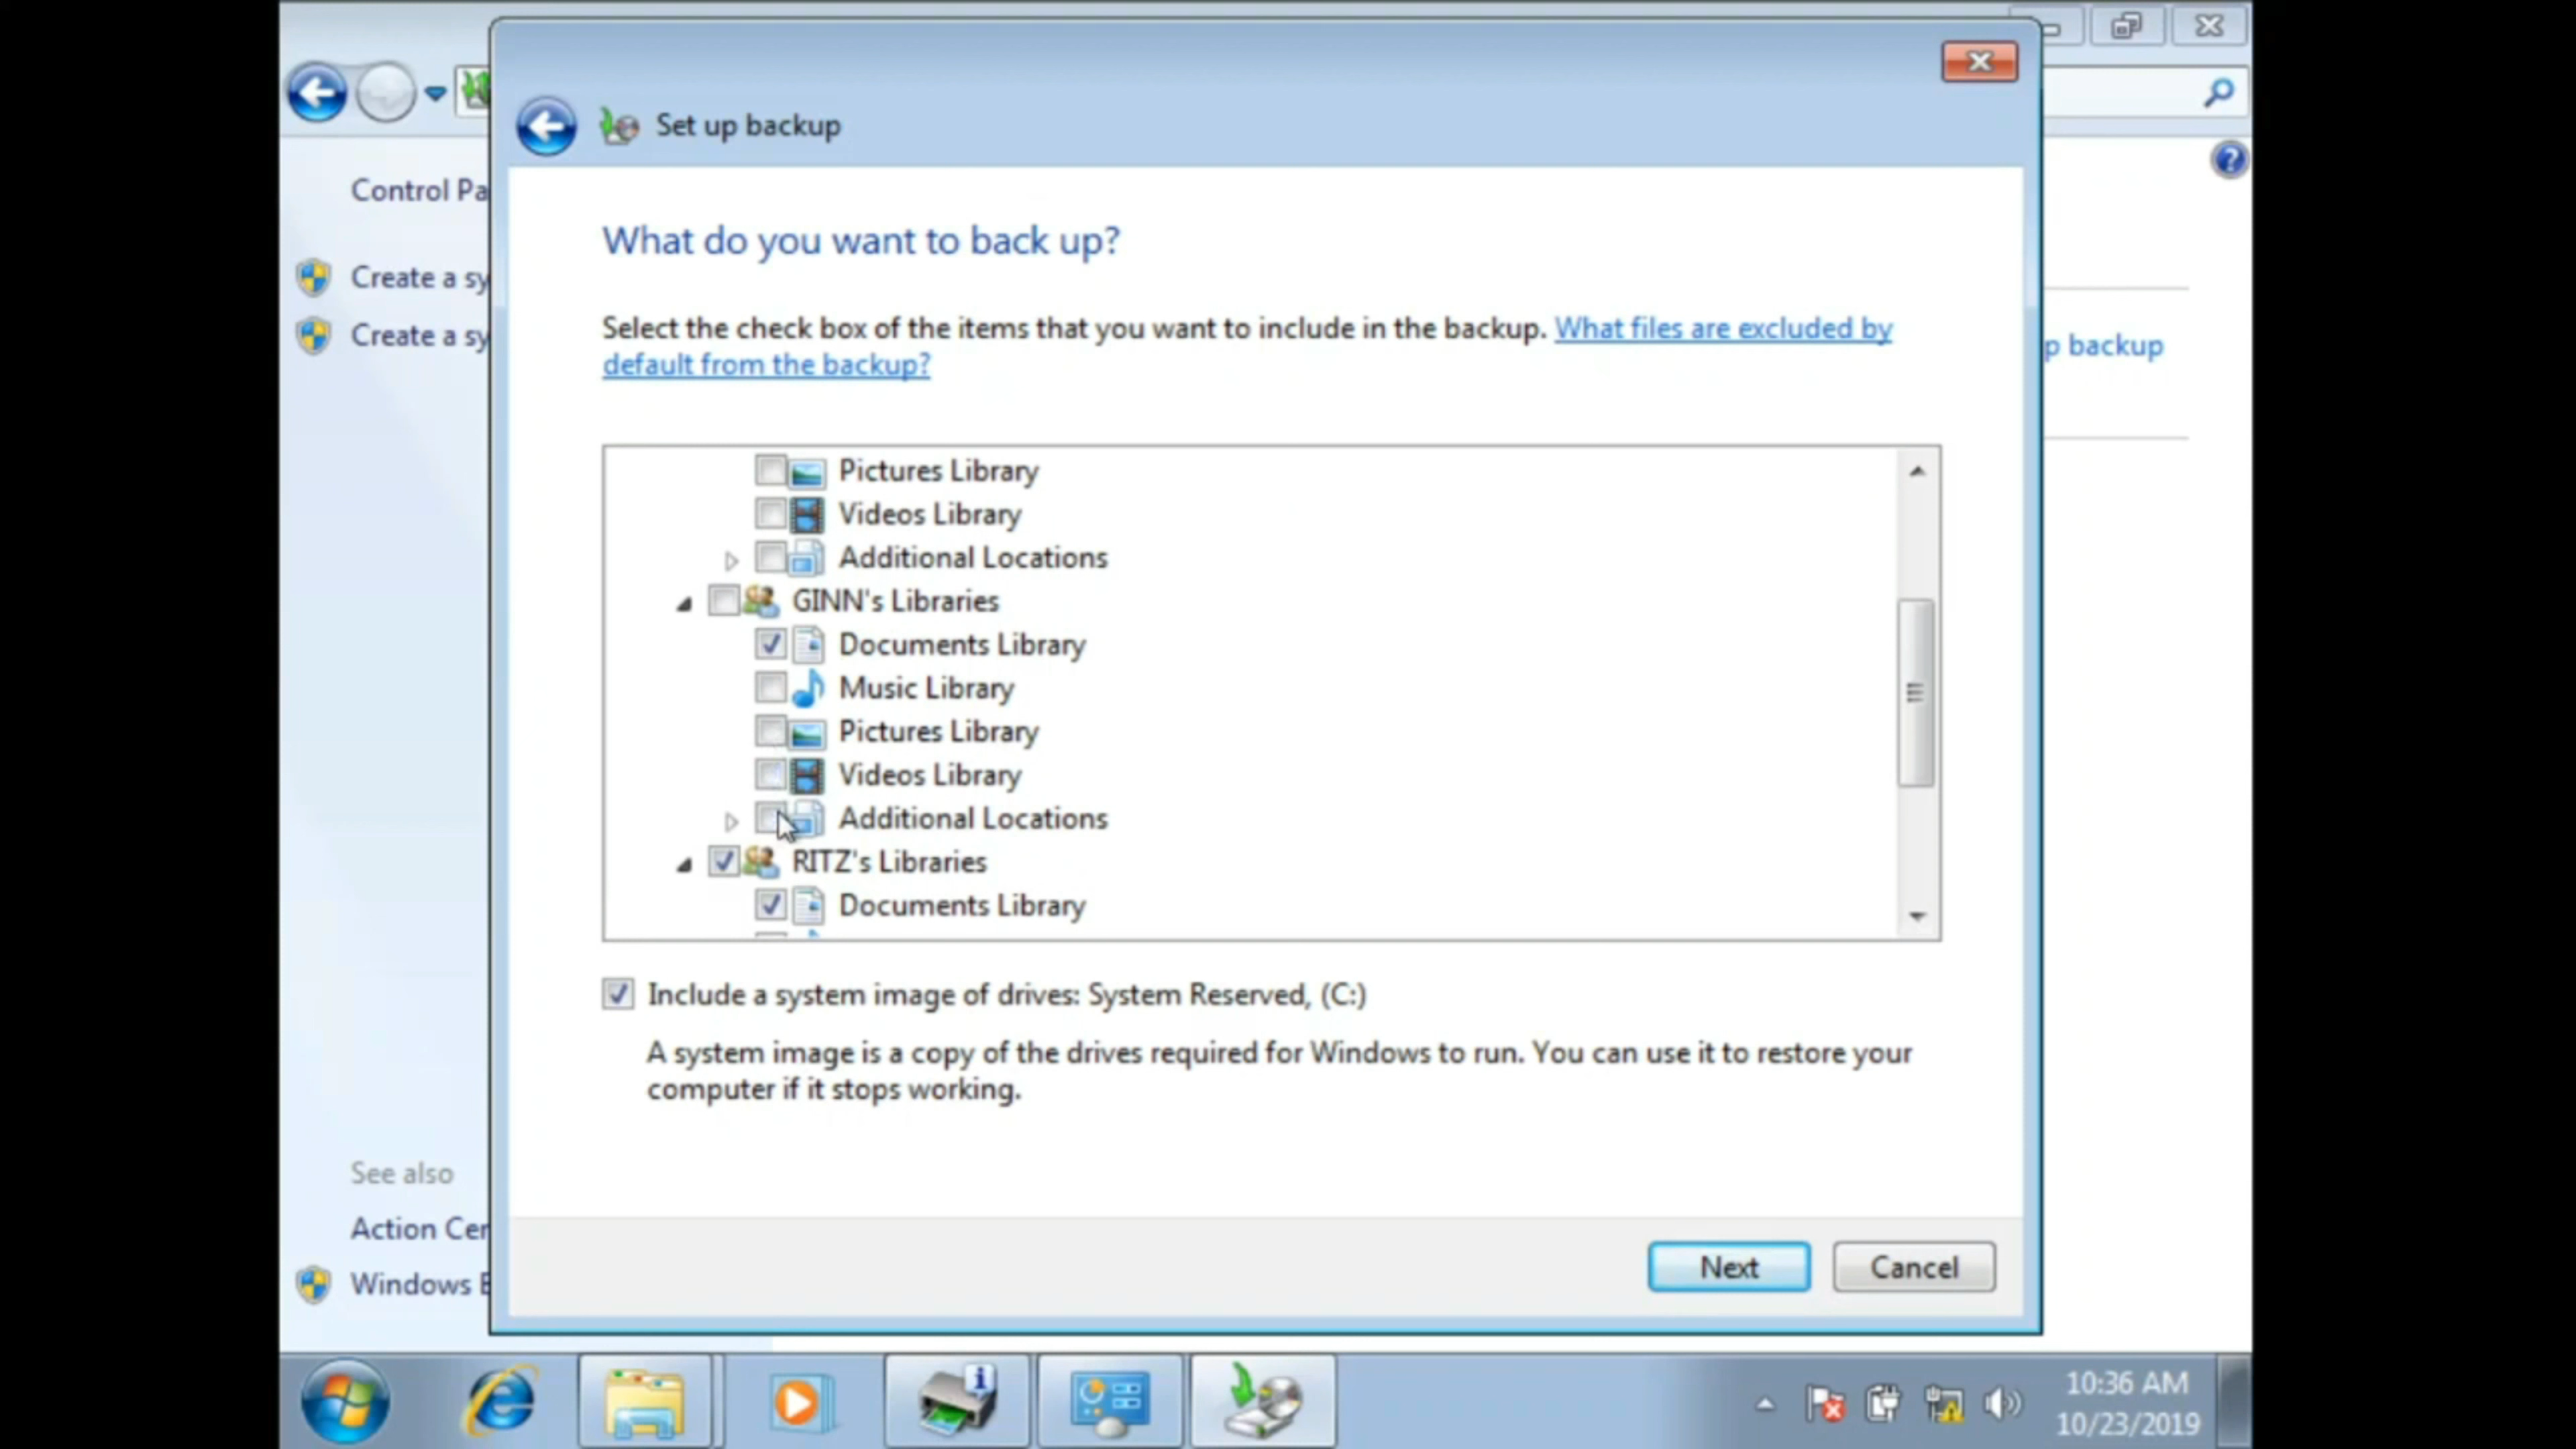 Set up backup
Control Pa
Create a sy
Create a sy
What do you want to back up?
Select the check box of the items that you want to include in the backup. What files are excluded by
default from the backup?
p backup
Pictures Library
Videos Library
Additional Locations
GINN's Libraries
Documents Library
Music Library
Pictures Library
Videos Library
Additional Locations
RITZ's Libraries
Documents Library
Include a system image of drives: System Reserved, (C:)
A system image is a copy of the drives required for Windows to run. You can use it to restore your
computer if it stops working.
See also
Action Cen
Windows E
Next
Cancel
10:36 AM
10/23/2019